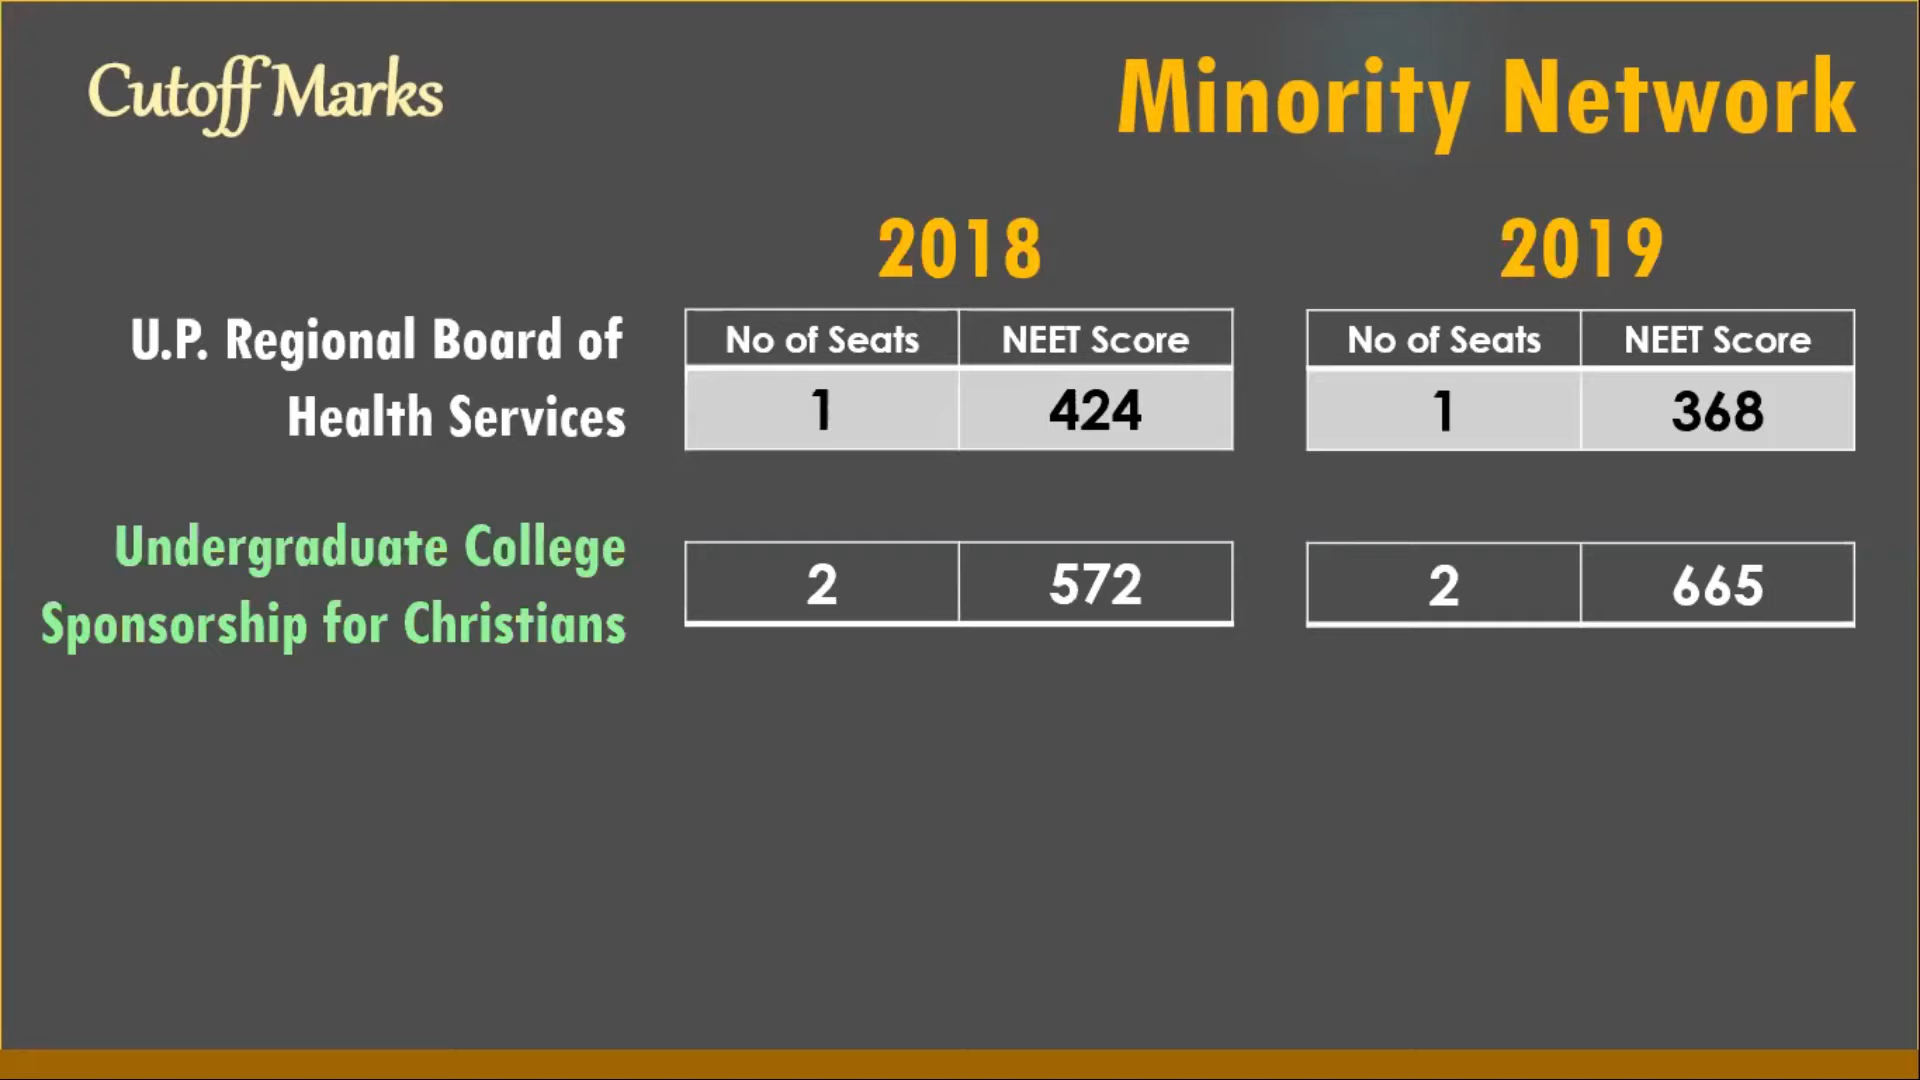 Cutoff Marks
Minority Network
2018
2019
U.P. Regional Board of
Health Services
No of Seats NEET Score
1 424
No of Seats NEET Score
1 368
Undergraduate College
Sponsorship for Christians
2 572
2 665